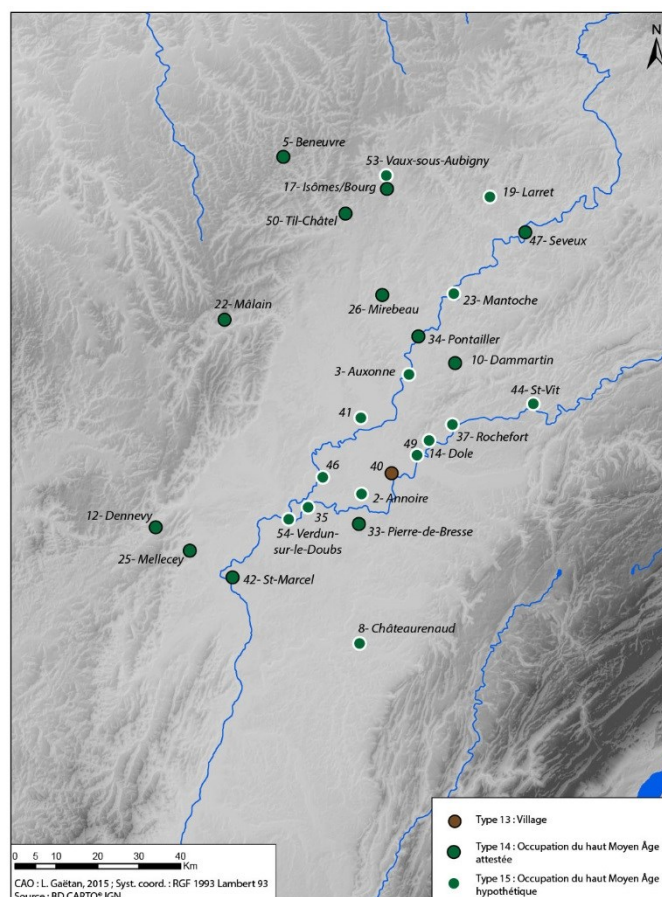 N
5- Beneuvre
53- Vaux-sous-Aubigny
17- Isômes/Bourg
19- Larret
50- Til-Châtel
47- Seveux
26- Mirebeau
23- Mantoche
22- Mâlain
34- Pontailler
10- Dammartin
3- Auxonne
44- St-Vit
41
37- Rochefort
49
14- Dole
46
40
2- Annoire
35
12- Dennevy
33- Pierre-de-Bresse
54- Verdun-
sur-le-Doubs
25- Mellecey
42- St-Marcel
8- Châteaurenaud
Type 13 : Village
Type 14 : Occupation du haut Moyen Âge
attestée
Type 15 : Occupation du haut Moyen Âge
hypothétique
0 5 10 20 30 40
Km
CAO : L. Gaëtan, 2015 ; Syst. coord. : RGF 1993 Lambert 93
Source : BD CARTO® IGN